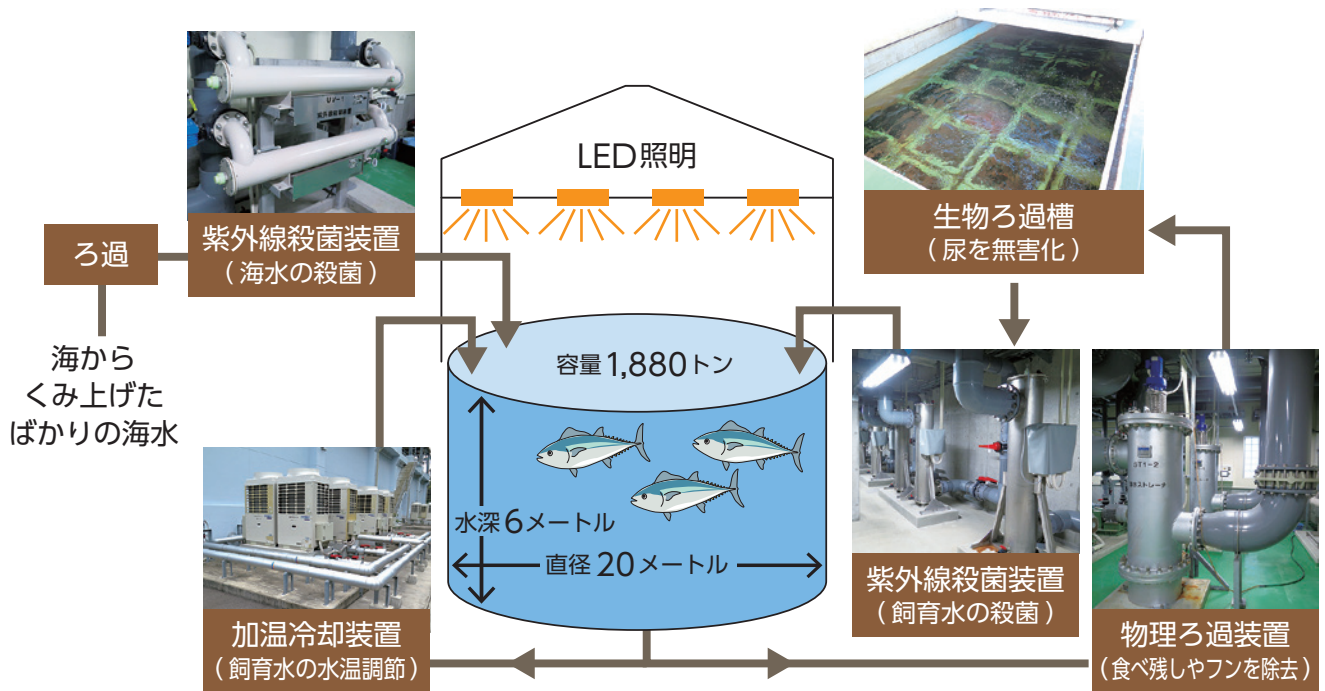 LED照明
ろ過
紫外線殺菌装置
(海水の殺菌)
海から
くみ上げた
ばかりの海水
加温冷却装置
(飼育水の水温調節)
容量1,880トン
水深6メートル
直径20メートル
生物ろ過槽
(尿を無害化)
紫外線殺菌装置
(飼育水の殺菌)
物理ろ過装置
(食べ残しやフンを除去)